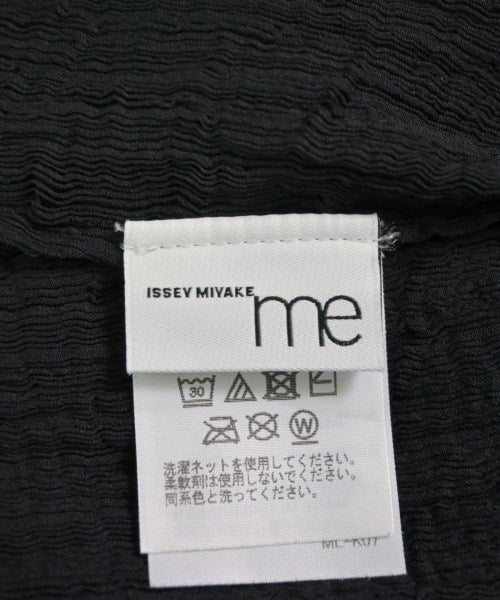 ISSEY MIYAKE
me
30
W
洗濯ネットを使用してください。
柔軟剤は使用しないでください。
同系色と洗ってください。